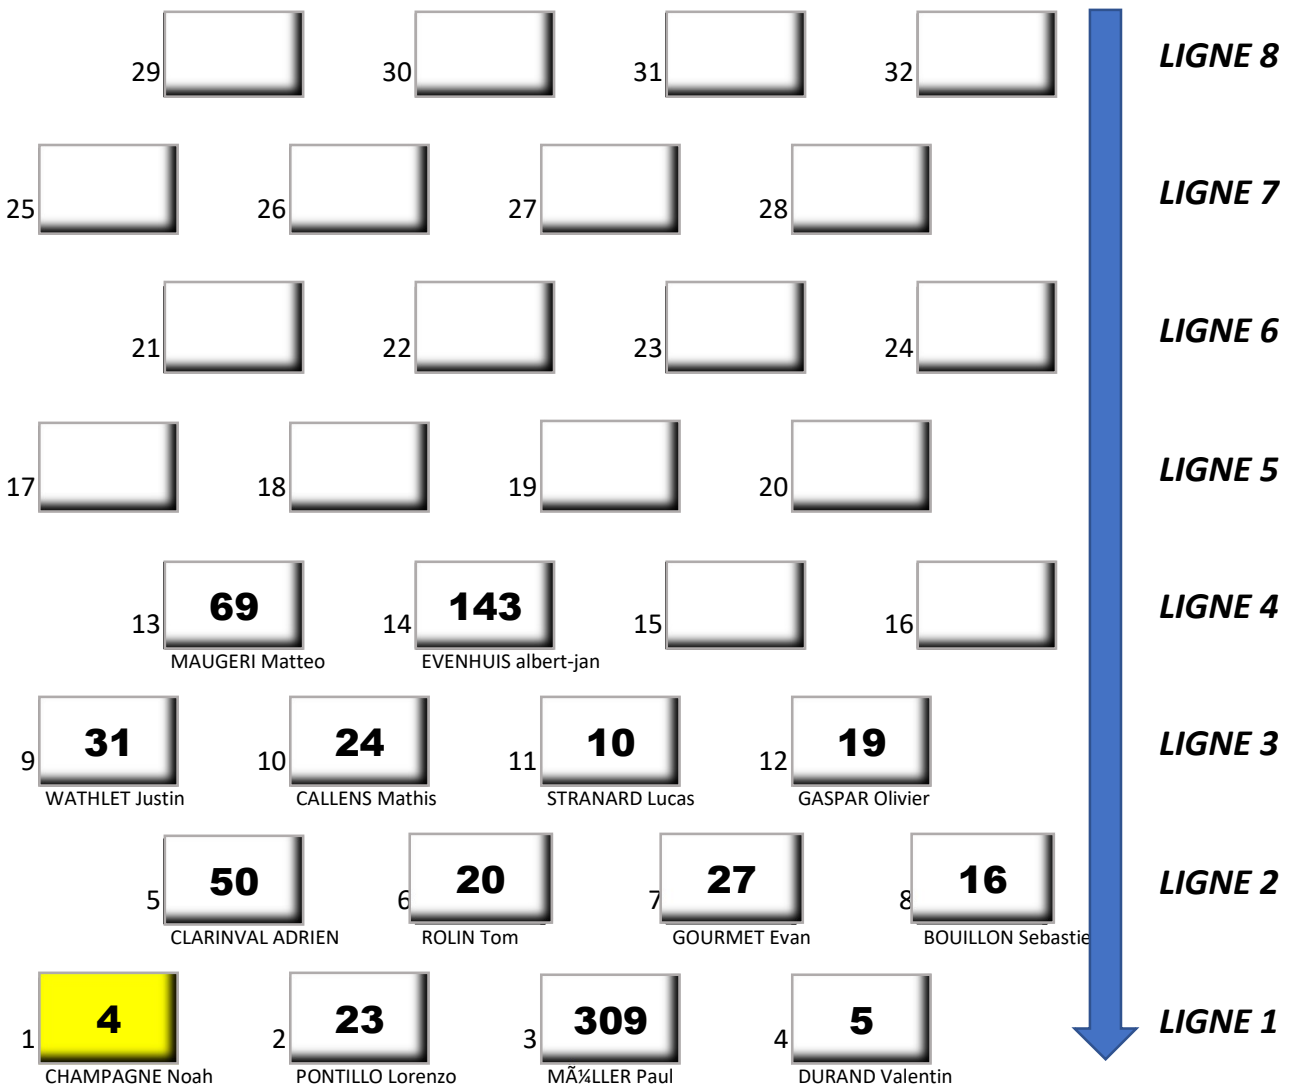 29 30 31 32 LIGNE 8
25 26 27 28 LIGNE 7
21 22 23 24 LIGNE 6
17 18 19 20 LIGNE 5
13 69 14 143 15 16 LIGNE 4
MAUGERI Matteo EVENHUIS albert-jan
9 31 10 24 11 10 12 19 LIGNE 3
WATHLET Justin CALLENS Mathis STRANARD Lucas GASPAR Olivier
5 50 6 20 7 27 8 16 LIGNE 2
CLARINVAL ADRIEN ROLIN Tom GOURMET Evan BOUILLON Sebastie
1 4 2 23 3 309 4 5 LIGNE 1
CHAMPAGNE Noah PONTILLO Lorenzo MÃ¼LLER Paul DURAND Valentin